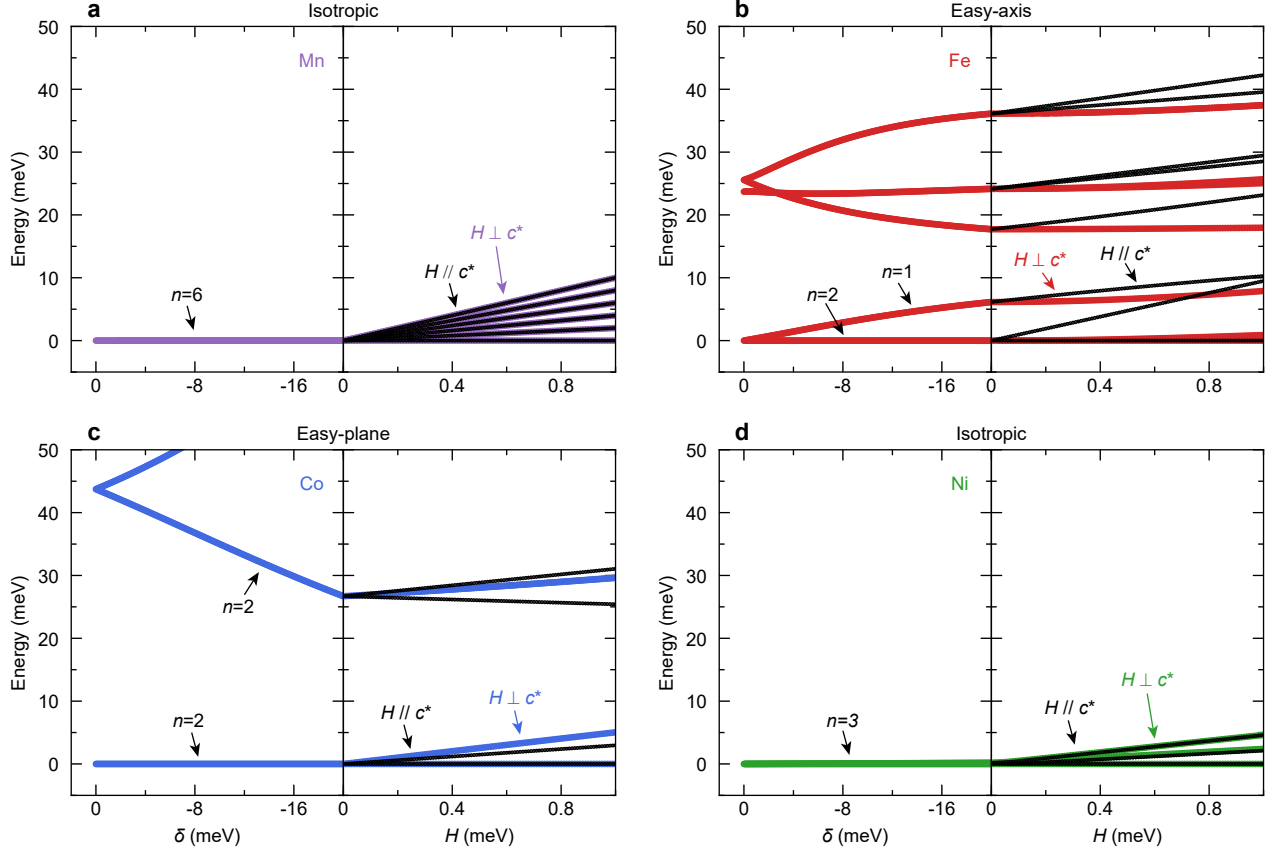 a Isotropic
50
40
30
20
10
0
Energy (meV)
Mn
n=6
H // c*
H ⊥ c*
0 -8 -16 0 0.4 0.8
b Easy-axis
50
40
30
20
10
0
Energy (meV)
Fe
n=2
n=1
H ⊥ c*
H // c*
0 -8 -16 0 0.4 0.8
c Easy-plane
50
40
30
20
10
0
Energy (meV)
Co
n=2
n=2
H // c*
H ⊥ c*
0 -8 -16 0 0.4 0.8
δ (meV) H (meV)
d Isotropic
50
40
30
20
10
0
Energy (meV)
Ni
n=3
H // c*
H ⊥ c*
0 -8 -16 0 0.4 0.8
δ (meV) H (meV)